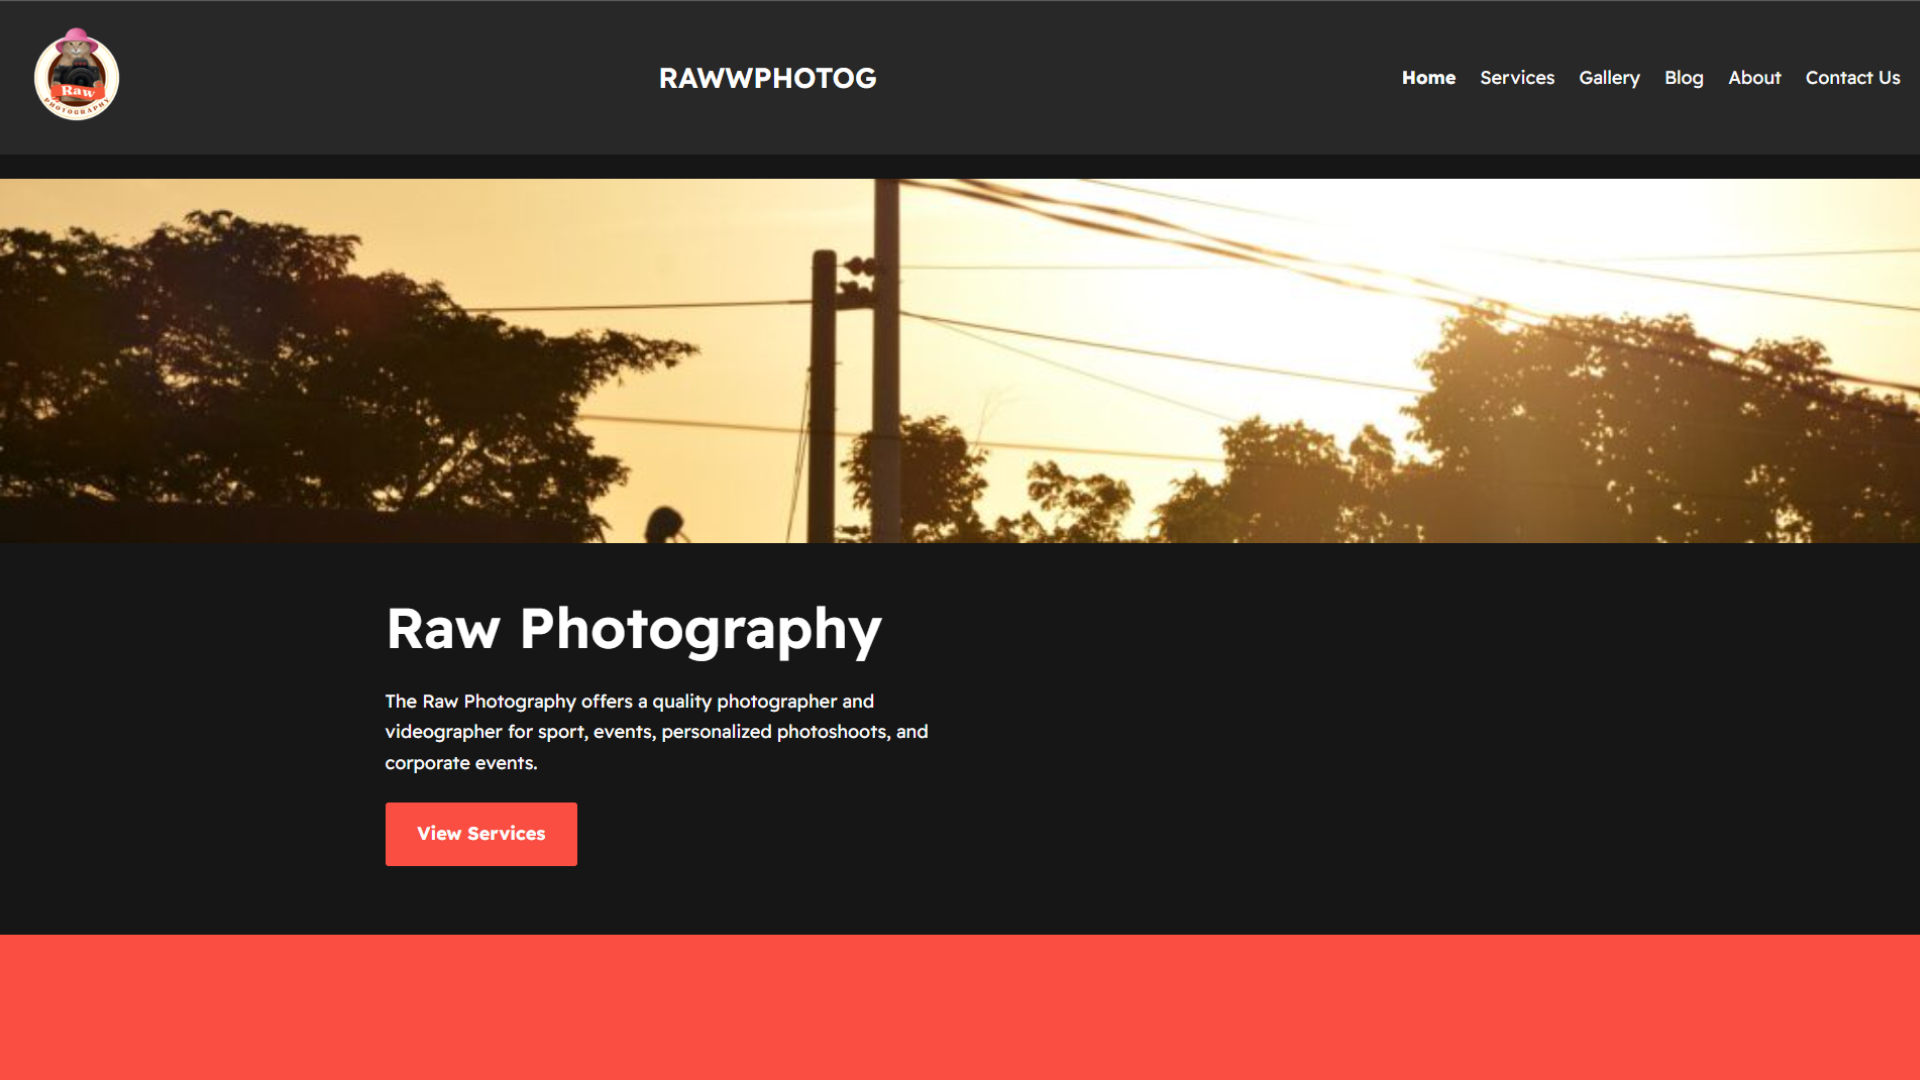 Raw
PHOTOGRAPHY
RAWWPHOTOG
Home Services Gallery Blog About Contact Us
Raw Photography
The Raw Photography offers a quality photographer and
videographer for sport, events, personalized photoshoots, and
corporate events.
View Services